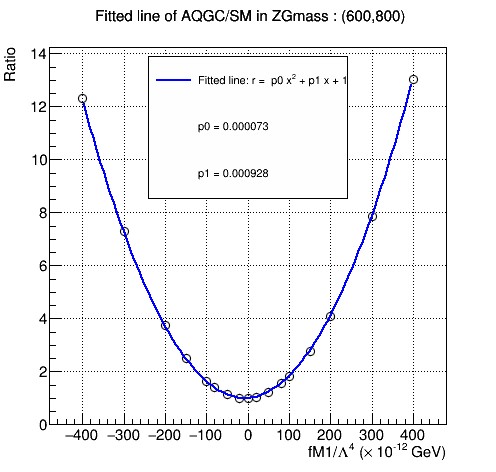 Fitted line of AQGC/SM in ZGmass : (600,800)
Ratio
14
12
10
8
6
4
2
0
Fitted line: r = p0 x² + p1 x + 1
p0 = 0.000073
p1 = 0.000928
−400 −300 −200 −100 0 100 200 300 400
fM1/Λ⁴ (× 10⁻¹² GeV)